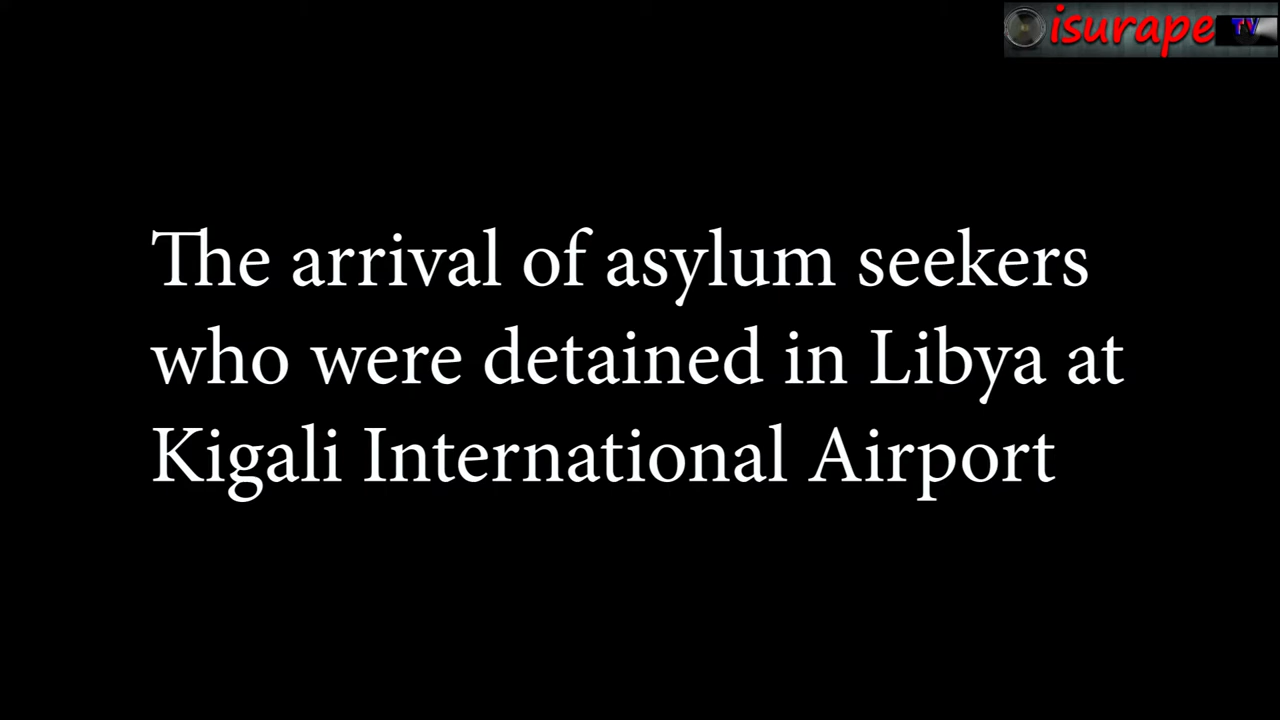 isurape TV
The arrival of asylum seekers
who were detained in Libya at
Kigali International Airport